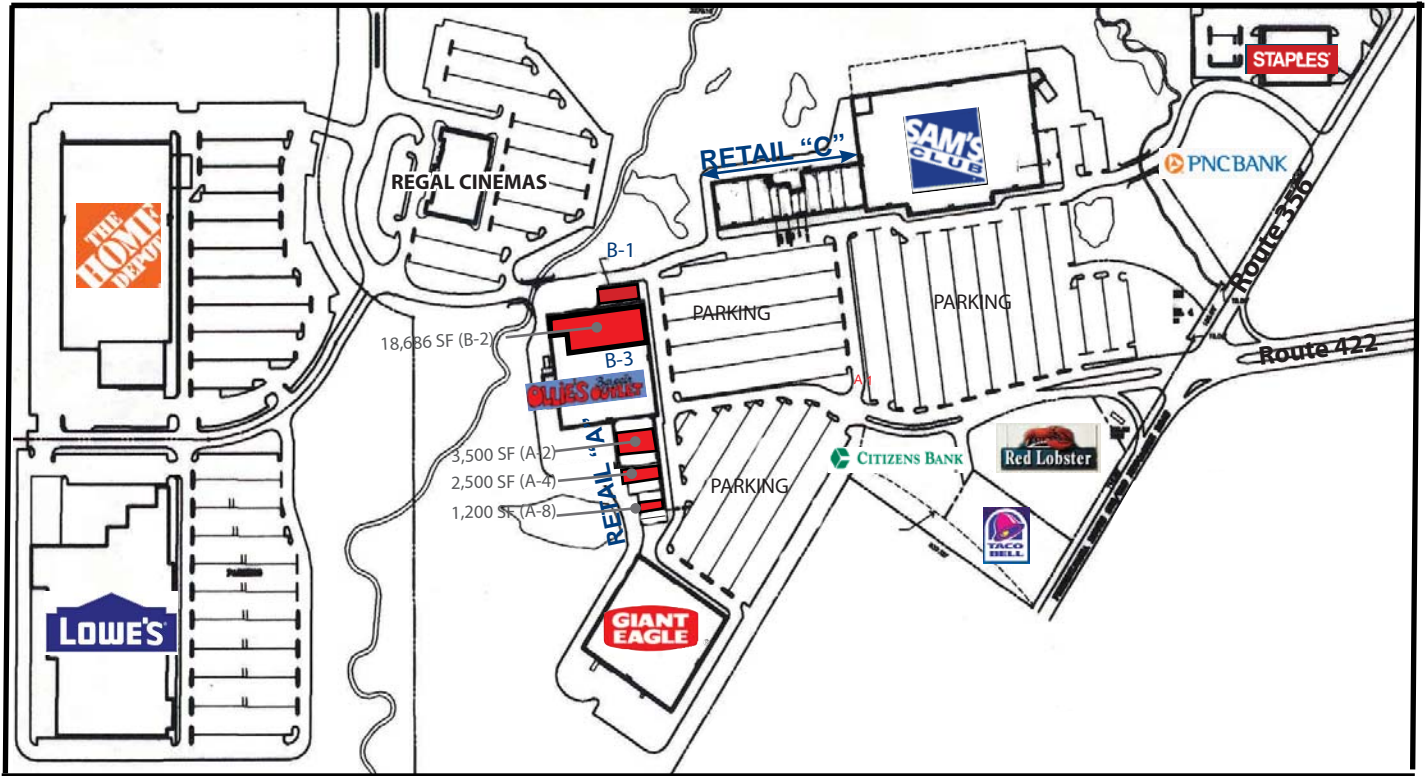 STAPLES
SAM'S
CLUB
RETAIL “C”
PNC BANK
REGAL CINEMAS
Route 356
THE
HOME
DEPOT
B-1
PARKING
PARKING
18,686 SF (B-2)
B-3
Route 422
A-1
OLLIE'S
OUTLET
RETAIL “A”
3,500 SF (A-2)
2,500 SF (A-4)
1,200 SF (A-8)
PARKING
CITIZENS BANK
Red Lobster
TACO
BELL
PARKING
LOWE'S
GIANT
EAGLE